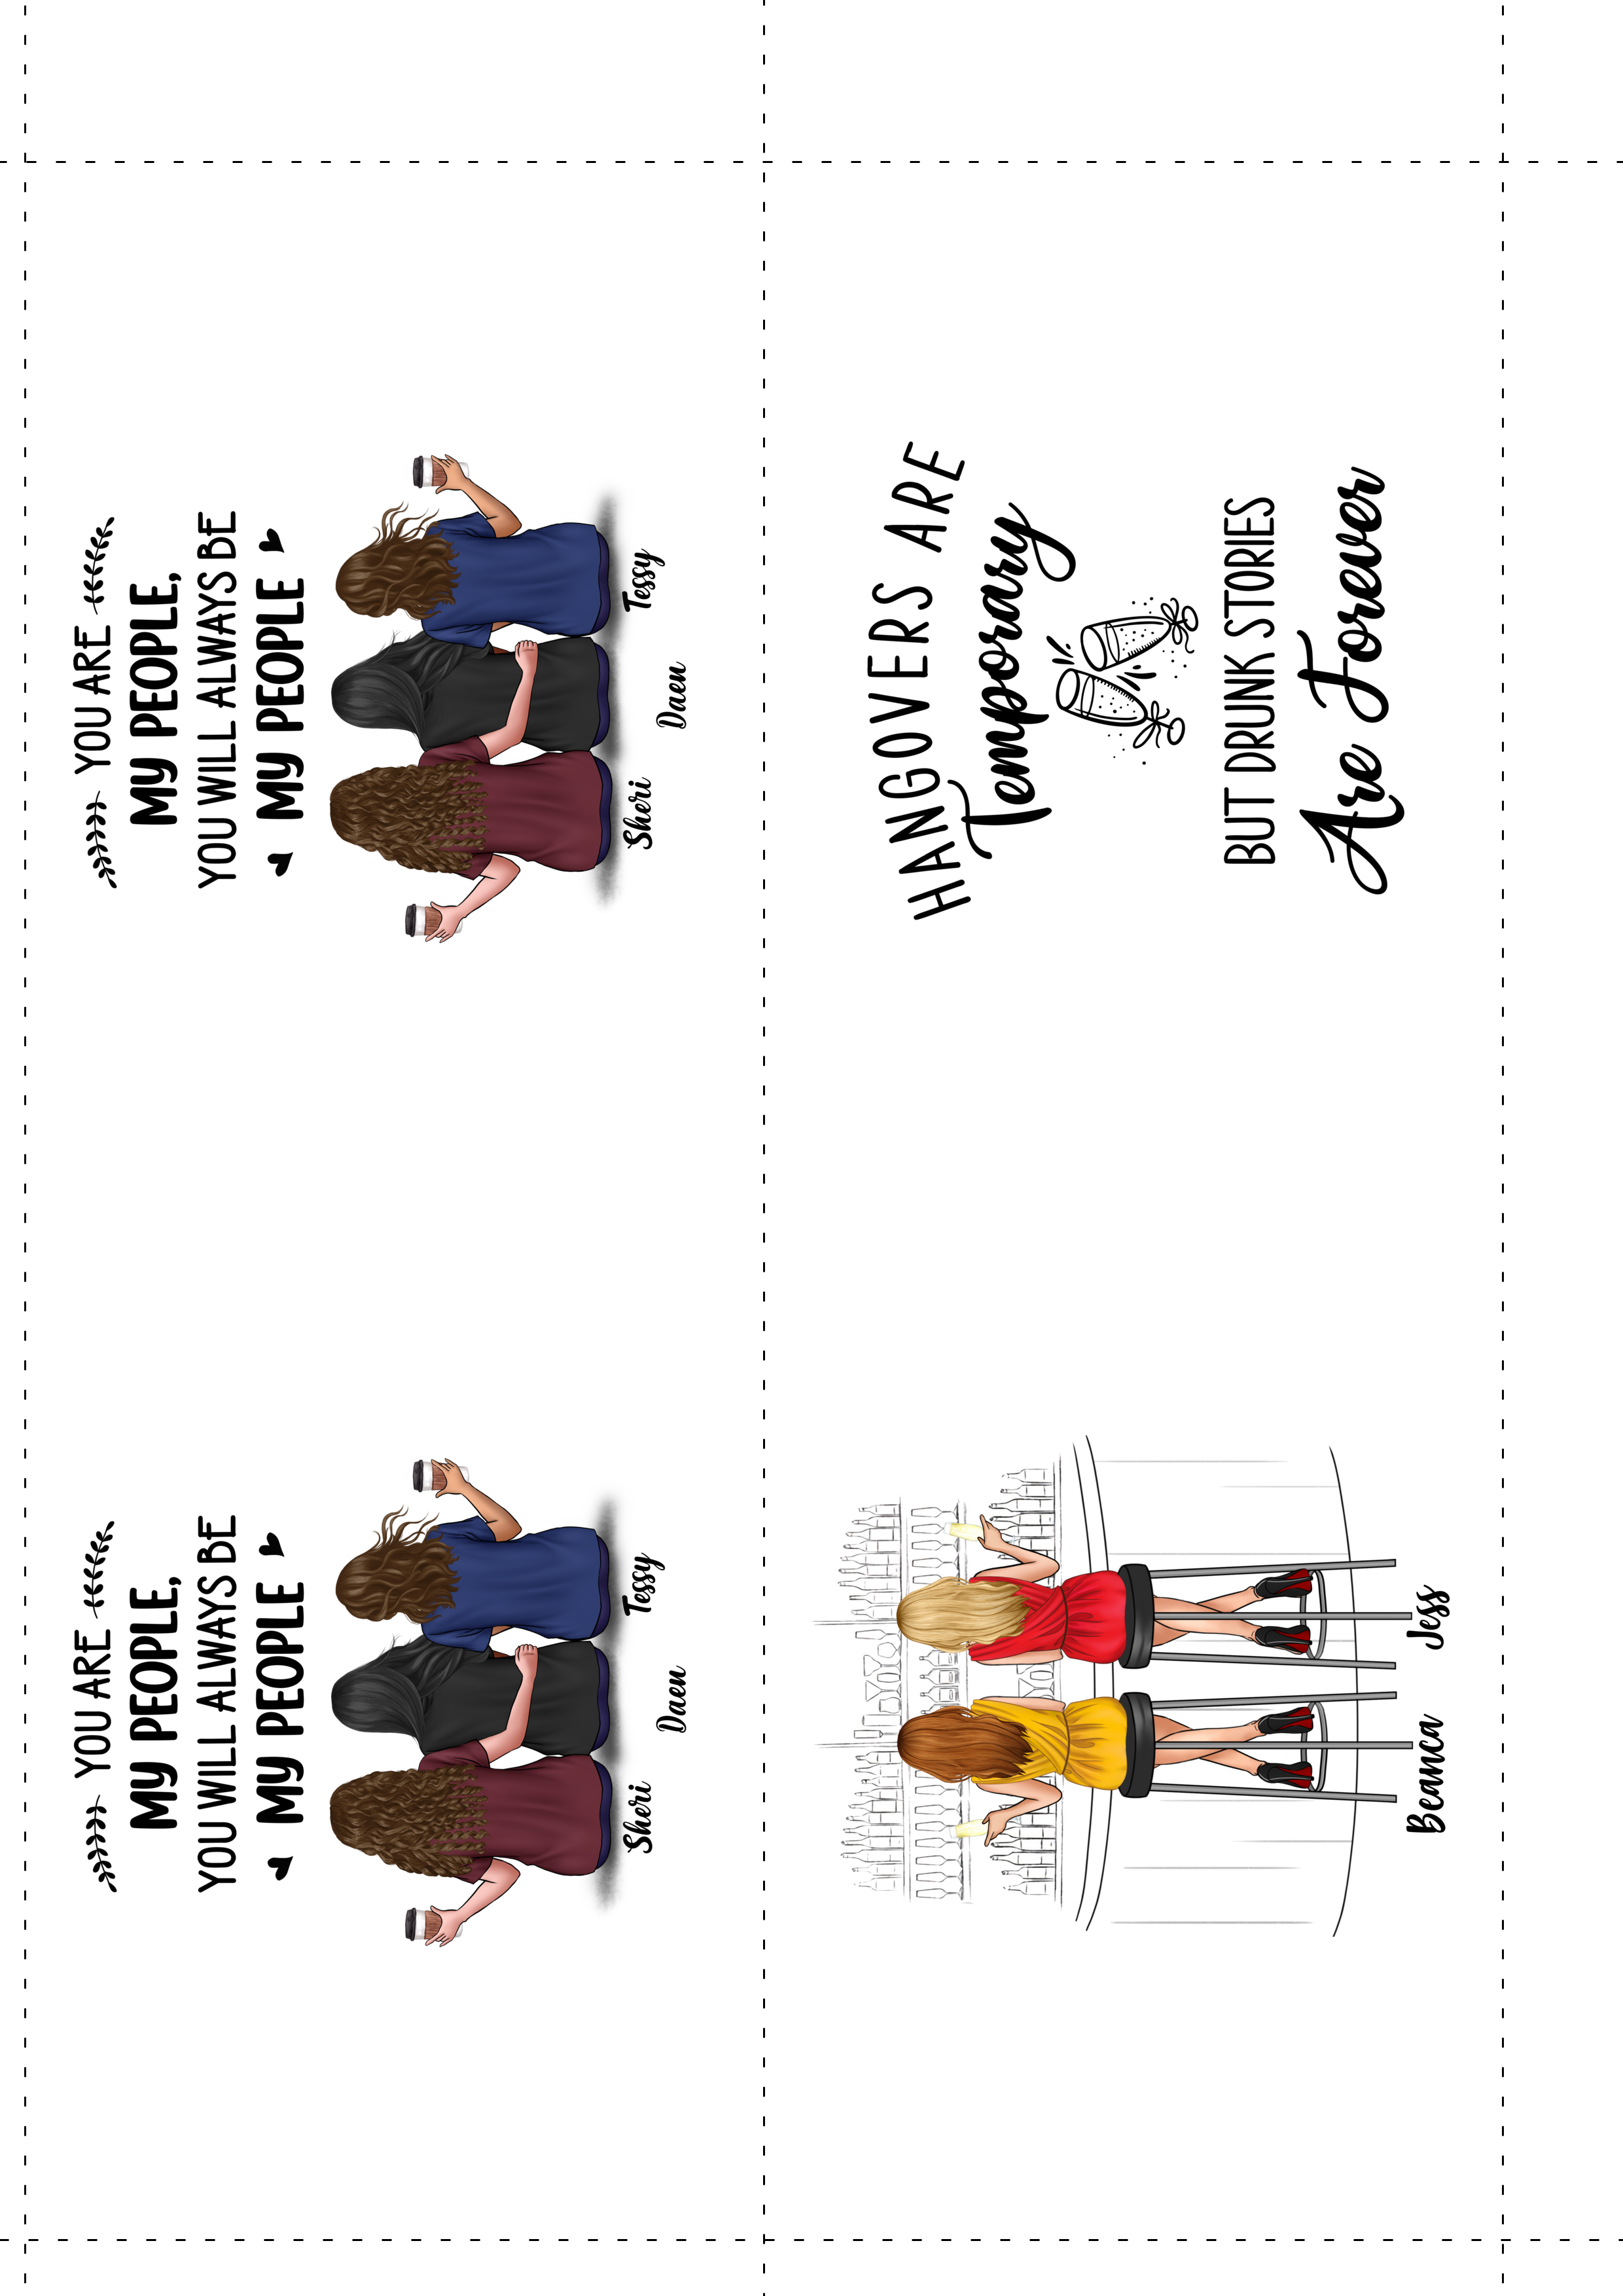 YOU ARE
MY PEOPLE,
YOU WILL ALWAYS BE
MY PEOPLE
Sheri
Daen
Tessy
YOU ARE
MY PEOPLE,
YOU WILL ALWAYS BE
MY PEOPLE
Sheri
Daen
Tessy
Beanca
Jess
HANGOVERS ARE
Temporary
BUT DRUNK STORIES
Are Forever